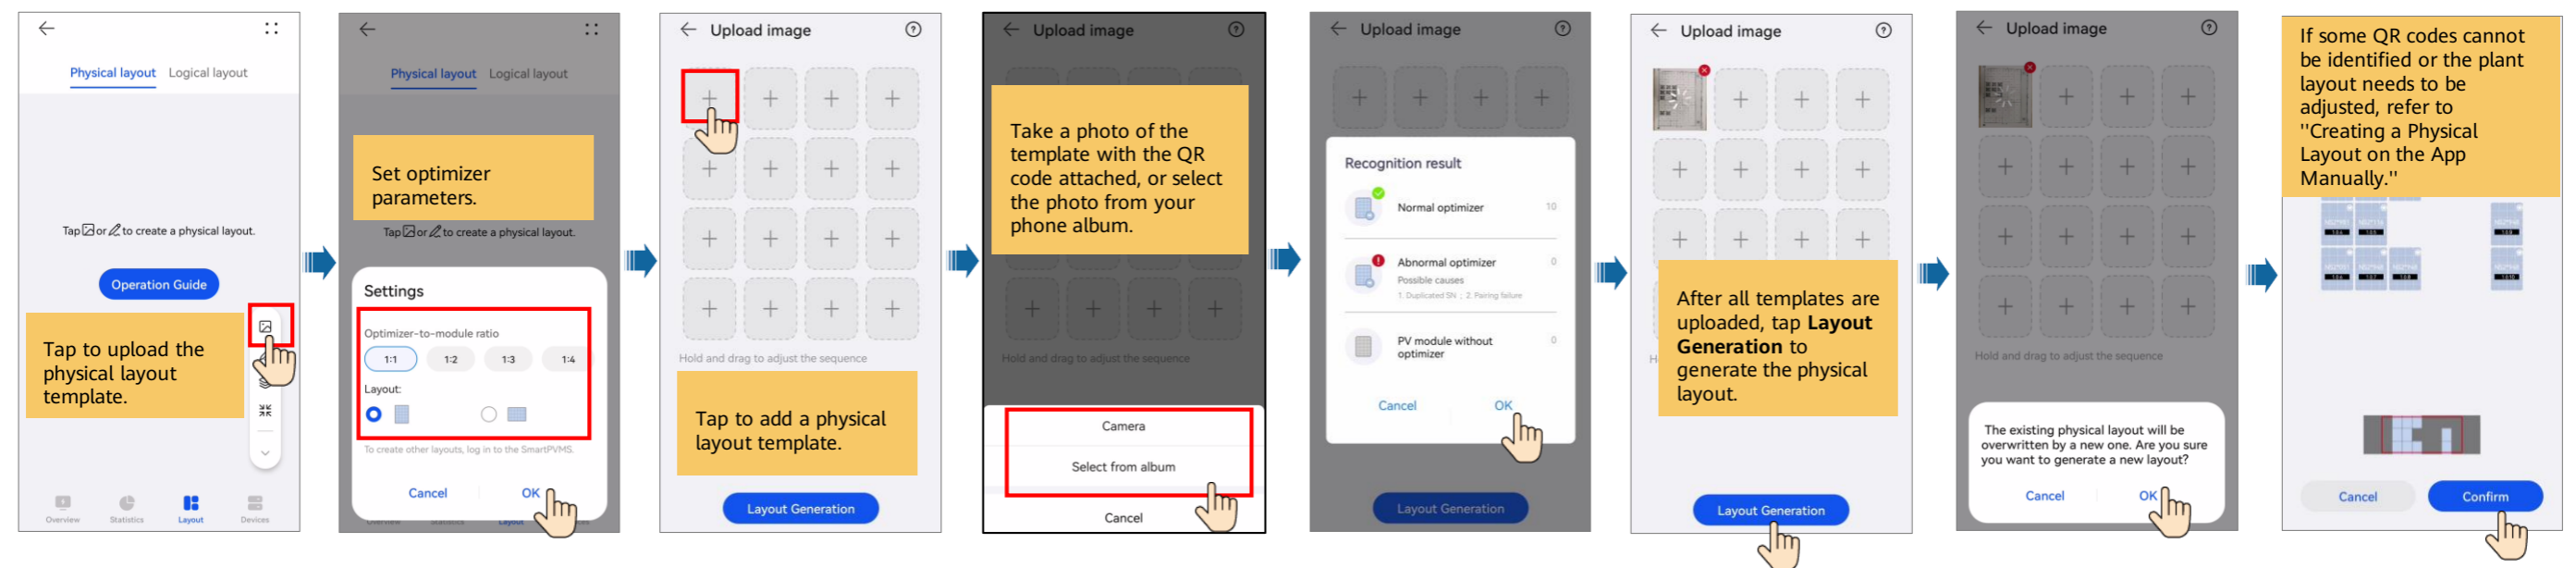 Physical layout Logical layout
Tap or to create a physical layout.
Operation Guide
Tap to upload the
physical layout
template.
Overview Statistics Layout Devices
Physical layout Logical layout
Set optimizer
parameters.
Tap or to create a physical layout.
Settings
Optimizer-to-module ratio
1:1 1:2 1:3 1:4
Layout:
To create other layouts, log in to the SmartPVMS.
Cancel OK
Overview Statistics Layout
Upload image
Hold and drag to adjust the sequence
Tap to add a physical
layout template.
Layout Generation
Upload image
Take a photo of the
template with the QR
code attached, or select
the photo from your
phone album.
Hold and drag to adjust the sequence
Camera
Select from album
Cancel
Upload image
Recognition result
Normal optimizer 10
Abnormal optimizer 0
Possible causes
1. Duplicated SN ; 2. Pairing failure
PV module without
optimizer 0
Cancel OK
Layout Generation
Upload image
After all templates are
uploaded, tap Layout
Generation to
generate the physical
layout.
Layout Generation
Upload image
Hold and drag to adjust the sequence
The existing physical layout will be
overwritten by a new one. Are you sure
you want to generate a new layout?
Cancel OK
If some QR codes cannot
be identified or the plant
layout needs to be
adjusted, refer to
"Creating a Physical
Layout on the App
Manually."
Cancel Confirm